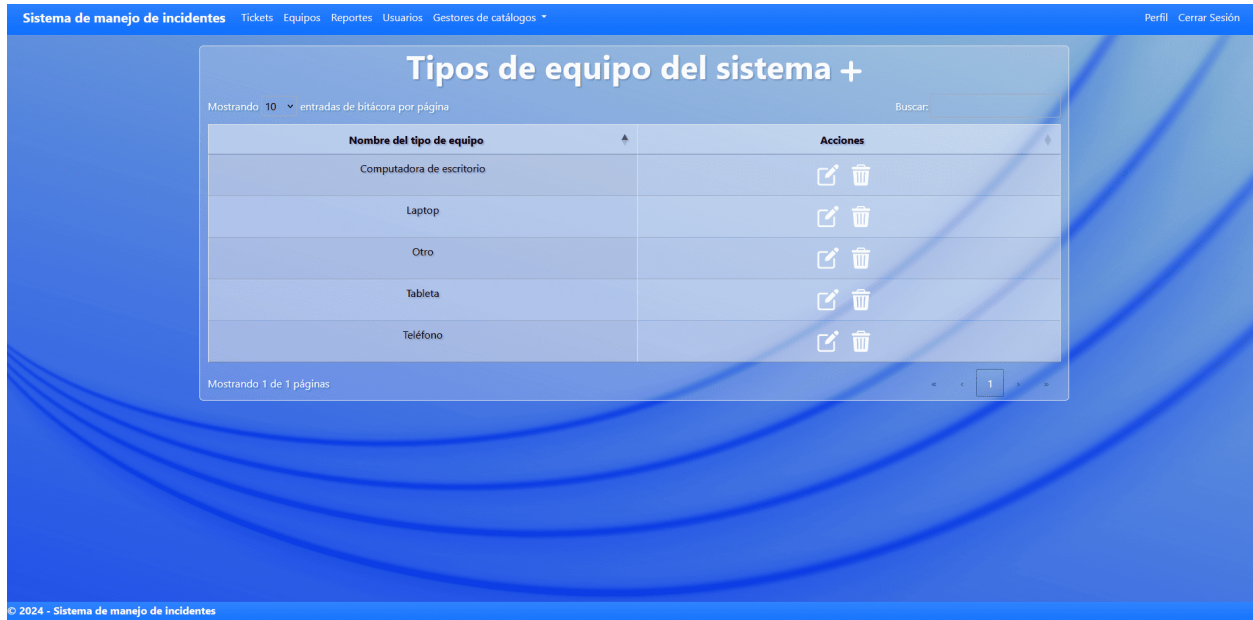 Sistema de manejo de incidentes Tickets Equipos Reportes Usuarios Gestores de catálogos Perfil Cerrar Sesión
Tipos de equipo del sistema +
Mostrando 10 entradas de bitácora por página Buscar:
Nombre del tipo de equipo Acciones
Computadora de escritorio
Laptop
Otro
Tableta
Teléfono
Mostrando 1 de 1 páginas « ‹ 1 › »
© 2024 - Sistema de manejo de incidentes